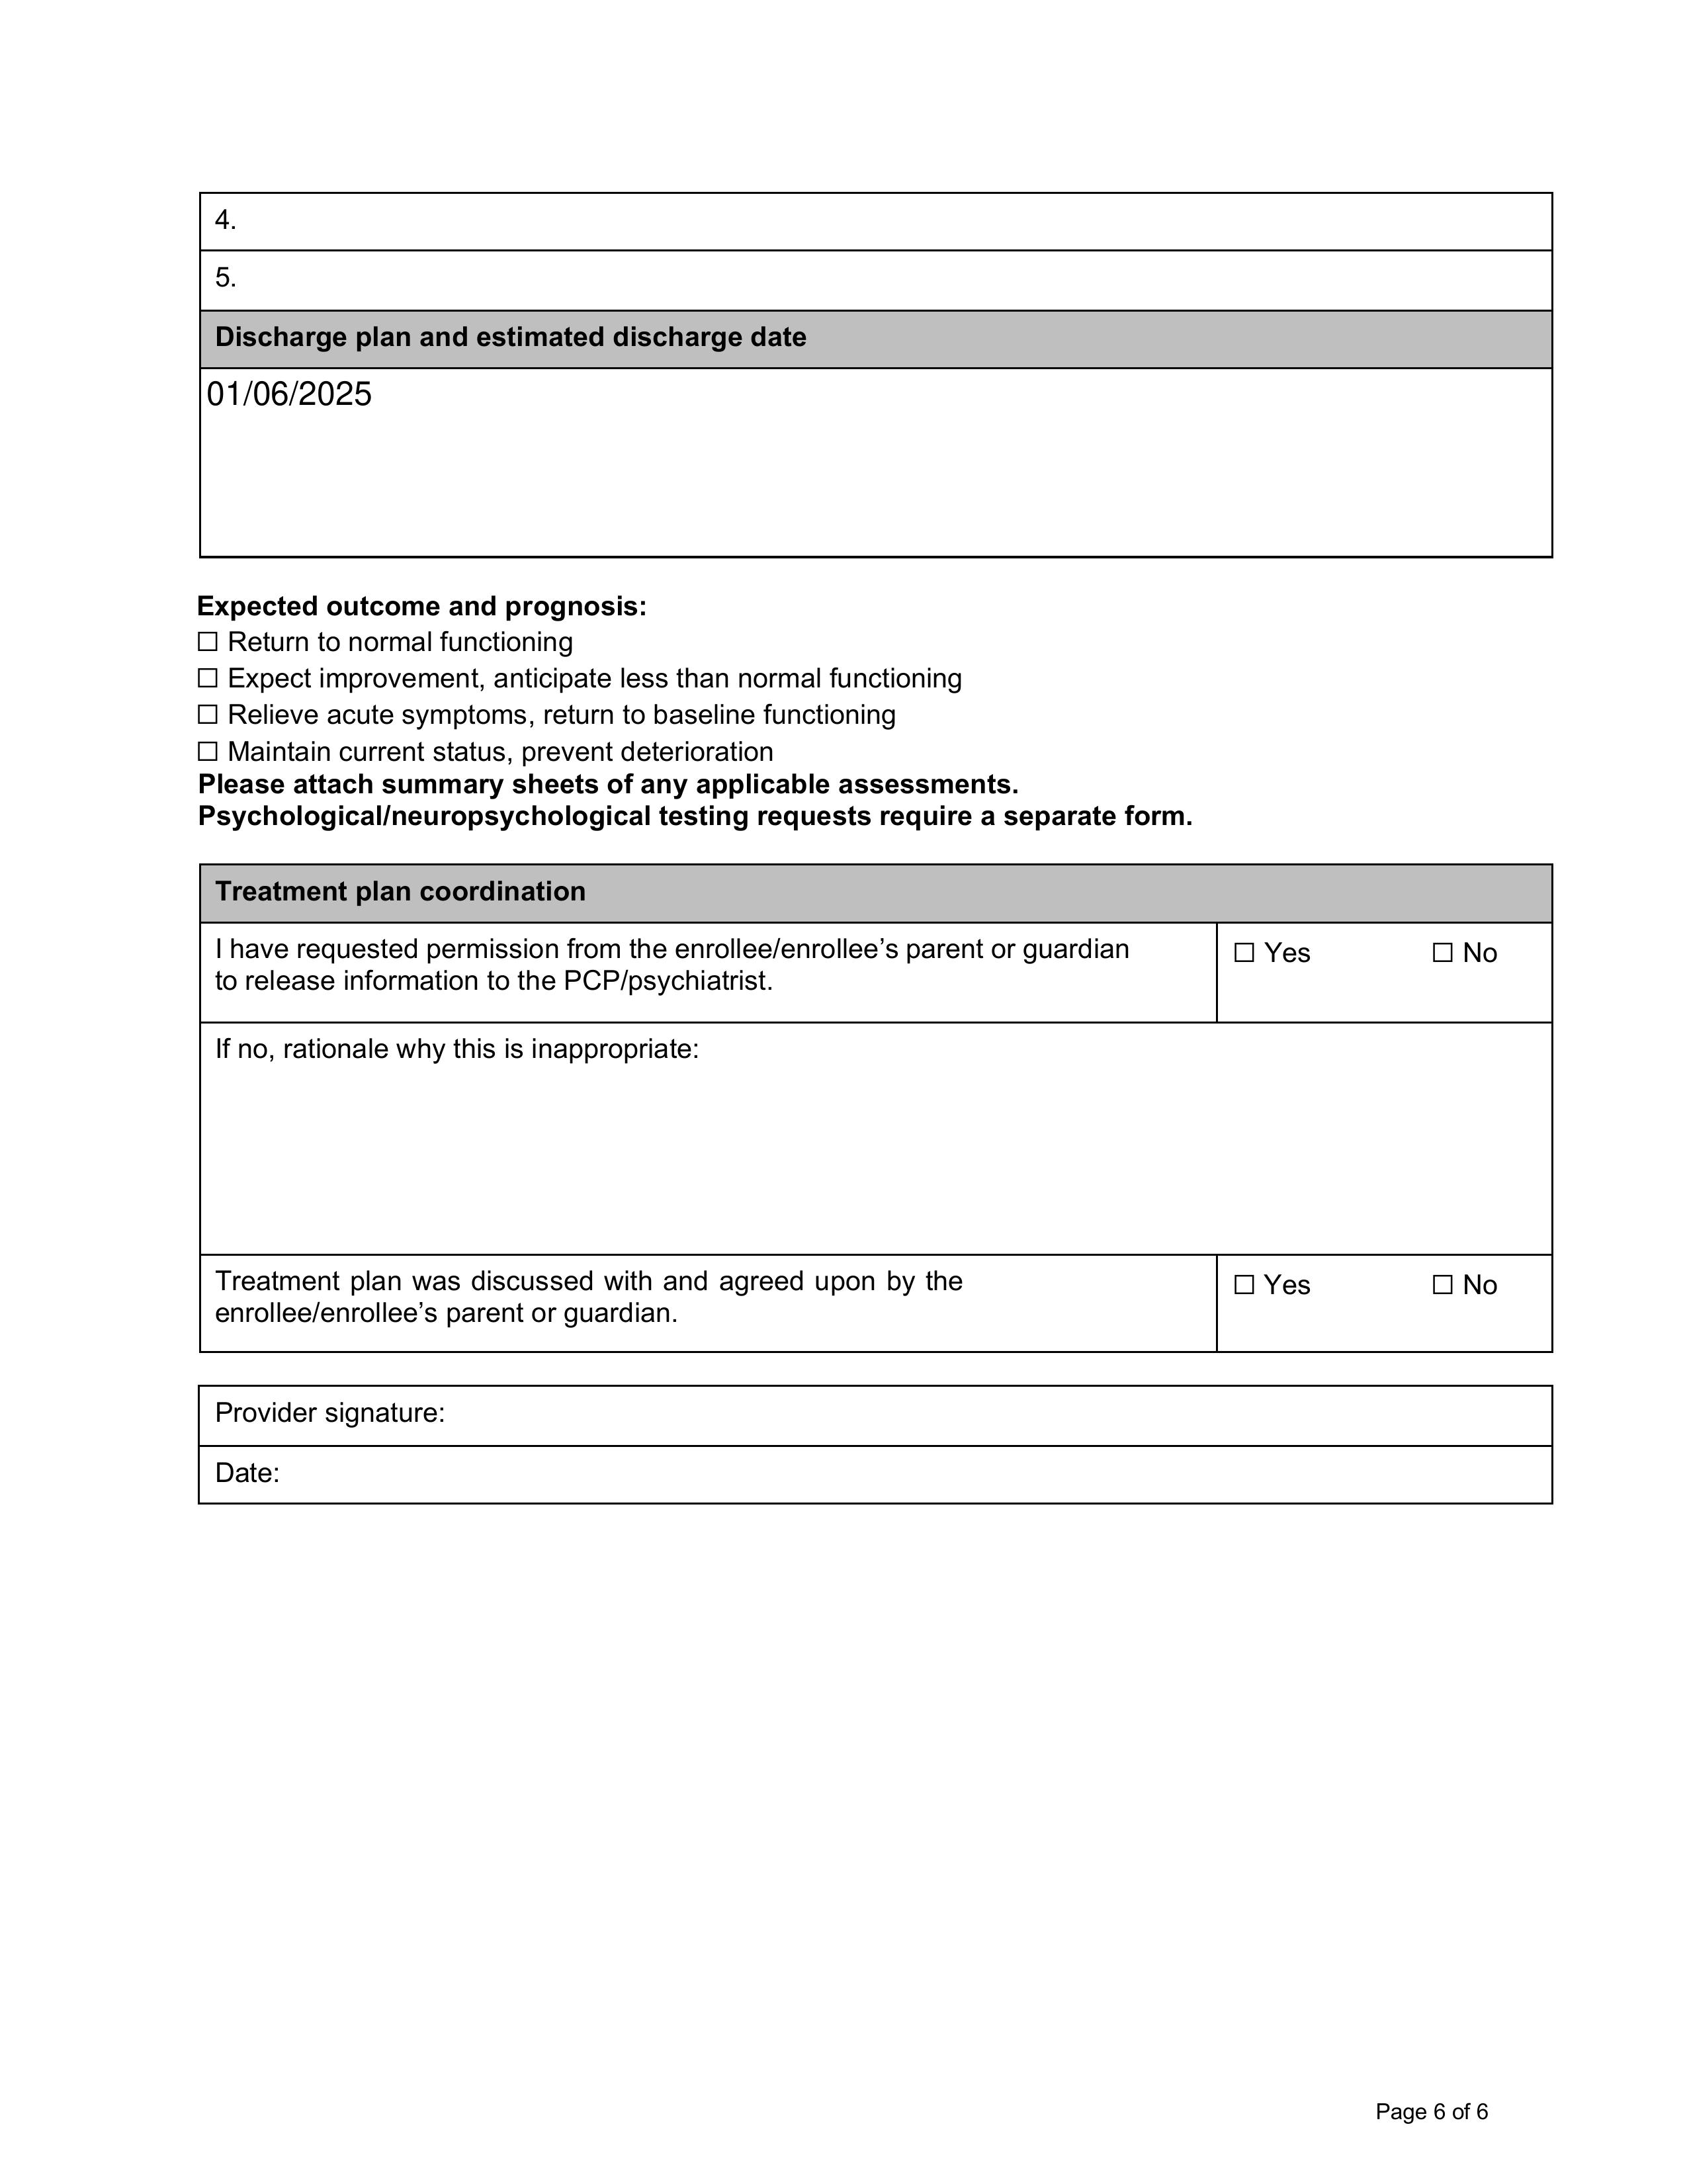 4.
5.
Discharge plan and estimated discharge date
01/06/2025
Expected outcome and prognosis:
☐ Return to normal functioning
☐ Expect improvement, anticipate less than normal functioning
☐ Relieve acute symptoms, return to baseline functioning
☐ Maintain current status, prevent deterioration
Please attach summary sheets of any applicable assessments.
Psychological/neuropsychological testing requests require a separate form.
Treatment plan coordination
I have requested permission from the enrollee/enrollee’s parent or guardian
to release information to the PCP/psychiatrist.
☐ Yes ☐ No
If no, rationale why this is inappropriate:
Treatment plan was discussed with and agreed upon by the
enrollee/enrollee’s parent or guardian.
☐ Yes ☐ No
Provider signature:
Date:
Page 6 of 6